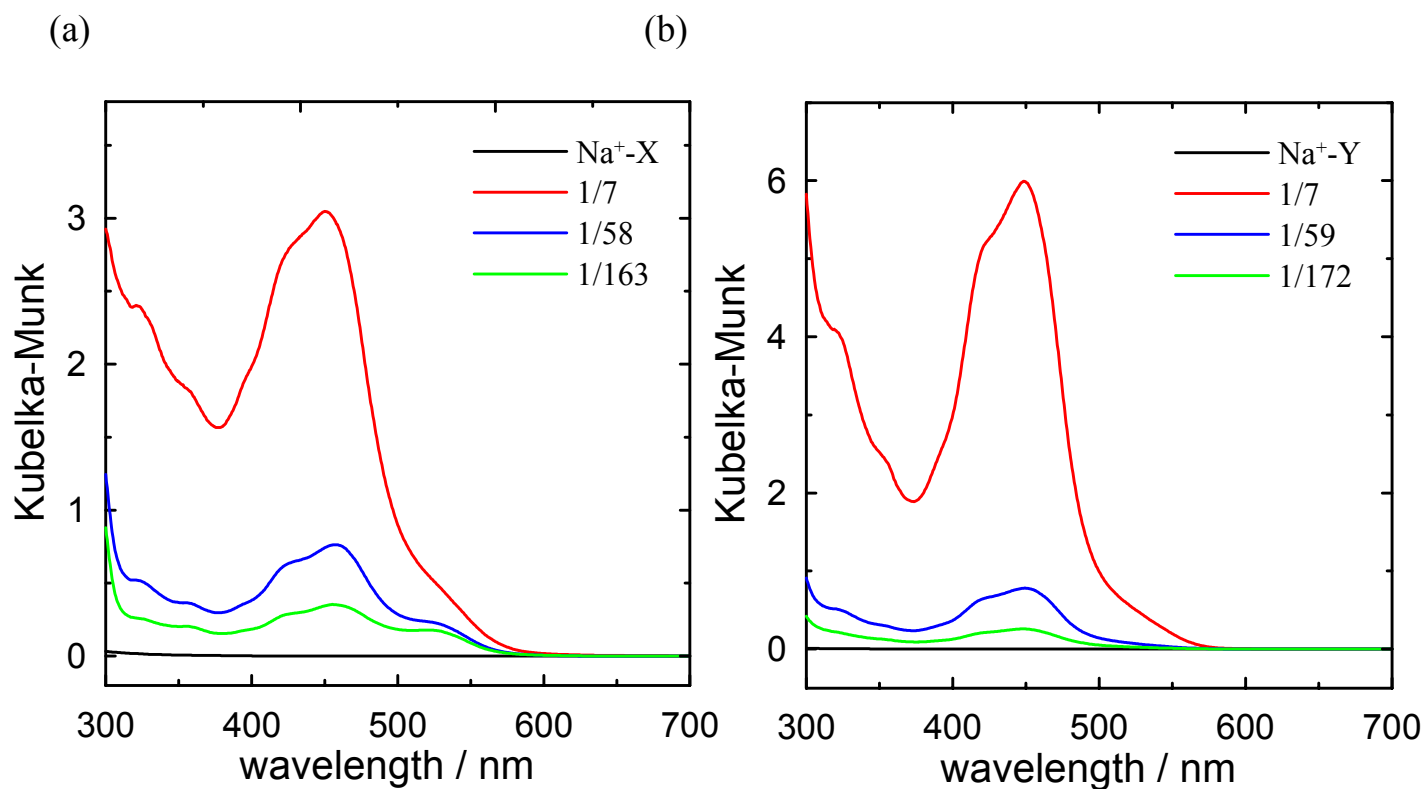 (a)
(b)
Na⁺-X
1/7
1/58
1/163
3
2
1
0
Kubelka-Munk
300 400 500 600 700
wavelength / nm
Na⁺-Y
1/7
1/59
1/172
6
4
2
0
Kubelka-Munk
300 400 500 600 700
wavelength / nm